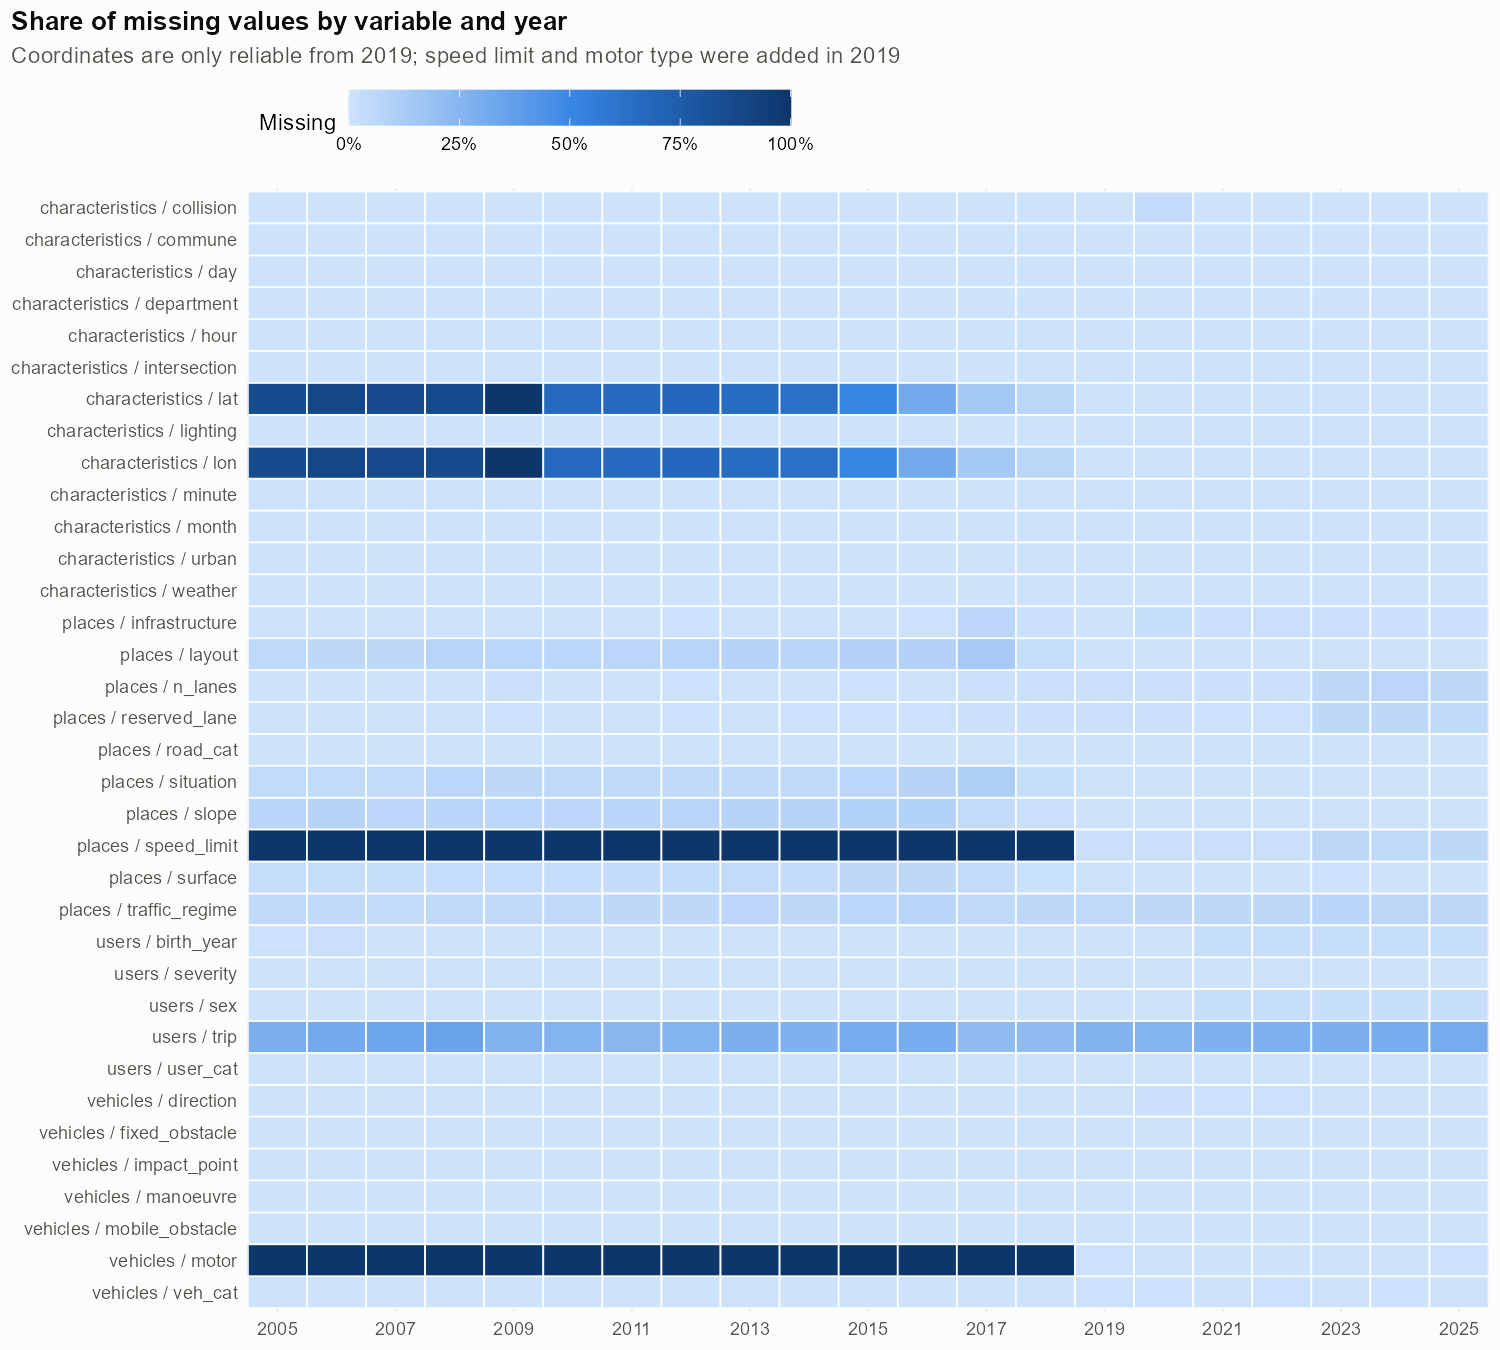 Share of missing values by variable and year
Coordinates are only reliable from 2019; speed limit and motor type were added in 2019
Missing
0% 25% 50% 75% 100%
characteristics / collision
characteristics / commune
characteristics / day
characteristics / department
characteristics / hour
characteristics / intersection
characteristics / lat
characteristics / lighting
characteristics / lon
characteristics / minute
characteristics / month
characteristics / urban
characteristics / weather
places / infrastructure
places / layout
places / n_lanes
places / reserved_lane
places / road_cat
places / situation
places / slope
places / speed_limit
places / surface
places / traffic_regime
users / birth_year
users / severity
users / sex
users / trip
users / user_cat
vehicles / direction
vehicles / fixed_obstacle
vehicles / impact_point
vehicles / manoeuvre
vehicles / mobile_obstacle
vehicles / motor
vehicles / veh_cat
2005 2007 2009 2011 2013 2015 2017 2019 2021 2023 2025